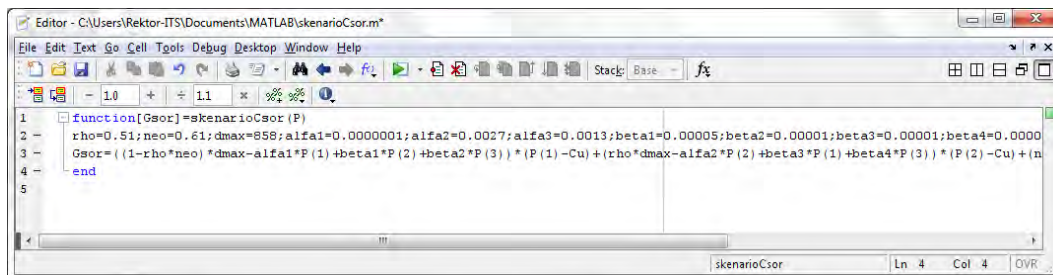 Editor - C:\Users\Rektor-ITS\Documents\MATLAB\skenarioCsor.m*
File Edit Text Go Cell Tools Debug Desktop Window Help
Stack: Base fx
- 1.0 + ÷ 1.1 ×
1 function[Gsor]=skenarioCsor(P)
2 - rho=0.51;neo=0.61;dmax=858;alfa1=0.0000001;alfa2=0.0027;alfa3=0.0013;beta1=0.00005;beta2=0.00001;beta3=0.00001;beta4=0.0000
3 - Gsor=((1-rho*neo)*dmax-alfa1*P(1)+beta1*P(2)+beta2*P(3))*(P(1)-Cu)+(rho*dmax-alfa2*P(2)+beta3*P(1)+beta4*P(3))*(P(2)-Cu)+(n
4 - end
5
skenarioCsor Ln 4 Col 4 OVR